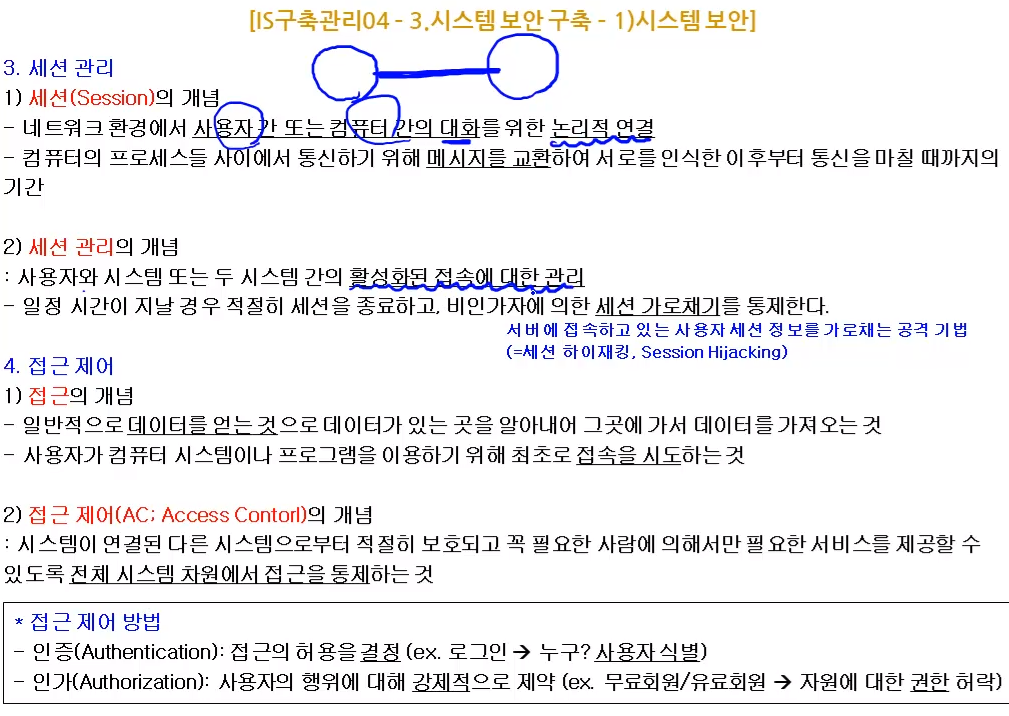 [IS구축관리04 - 3.시스템 보안 구축 - 1)시스템 보안]
3. 세션 관리
1) 세션(Session)의 개념
- 네트워크 환경에서 사용자 간 또는 컴퓨터 간의 대화를 위한 논리적 연결
- 컴퓨터의 프로세스들 사이에서 통신하기 위해 메시지를 교환하여 서로를 인식한 이후부터 통신을 마칠 때까지의
기간
2) 세션 관리의 개념
: 사용자와 시스템 또는 두 시스템 간의 활성화된 접속에 대한 관리
- 일정 시간이 지날 경우 적절히 세션을 종료하고, 비인가자에 의한 세션 가로채기를 통제한다.
서버에 접속하고 있는 사용자 세션 정보를 가로채는 공격 기법
(=세션 하이재킹, Session Hijacking)
4. 접근 제어
1) 접근의 개념
- 일반적으로 데이터를 얻는 것으로 데이터가 있는 곳을 알아내어 그곳에 가서 데이터를 가져오는 것
- 사용자가 컴퓨터 시스템이나 프로그램을 이용하기 위해 최초로 접속을 시도하는 것
2) 접근 제어(AC; Access Contorl)의 개념
: 시스템이 연결된 다른 시스템으로부터 적절히 보호되고 꼭 필요한 사람에 의해서만 필요한 서비스를 제공할 수
있도록 전체 시스템 차원에서 접근을 통제하는 것
* 접근 제어 방법
- 인증(Authentication): 접근의 허용을 결정 (ex. 로그인 → 누구? 사용자 식별)
- 인가(Authorization): 사용자의 행위에 대해 강제적으로 제약 (ex. 무료회원/유료회원 → 자원에 대한 권한 허락)